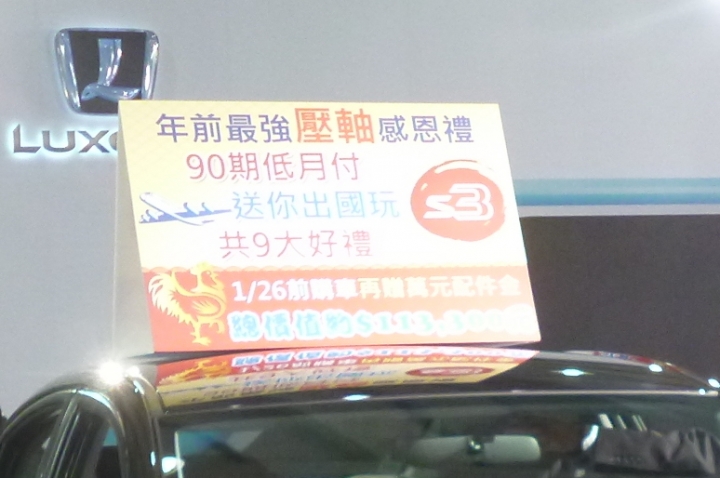 年前最強壓軸感恩禮
90期低月付
送你出國玩
共9大好禮
S3
1/26前購車再贈萬元配件金